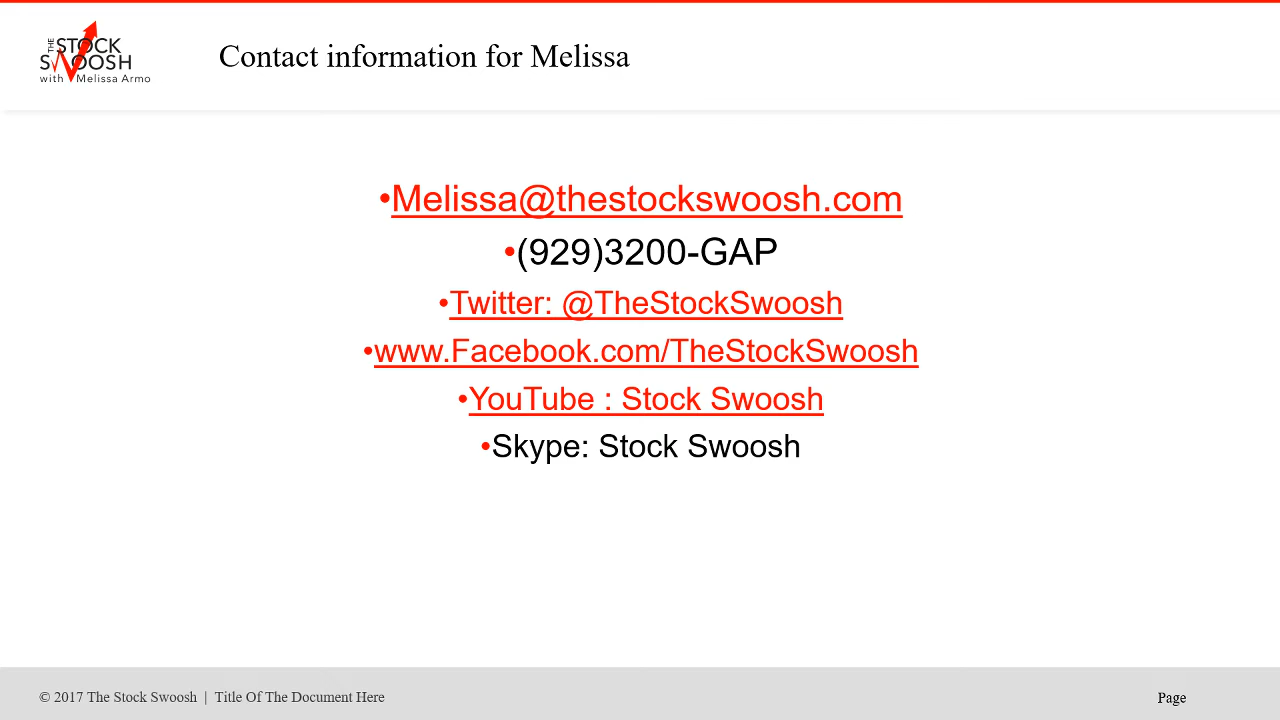 THE STOCK
SWOOSH
with Melissa Armo
Contact information for Melissa
•Melissa@thestockswoosh.com
•(929)3200-GAP
•Twitter: @TheStockSwoosh
•www.Facebook.com/TheStockSwoosh
•YouTube : Stock Swoosh
•Skype: Stock Swoosh
© 2017 The Stock Swoosh | Title Of The Document Here
Page